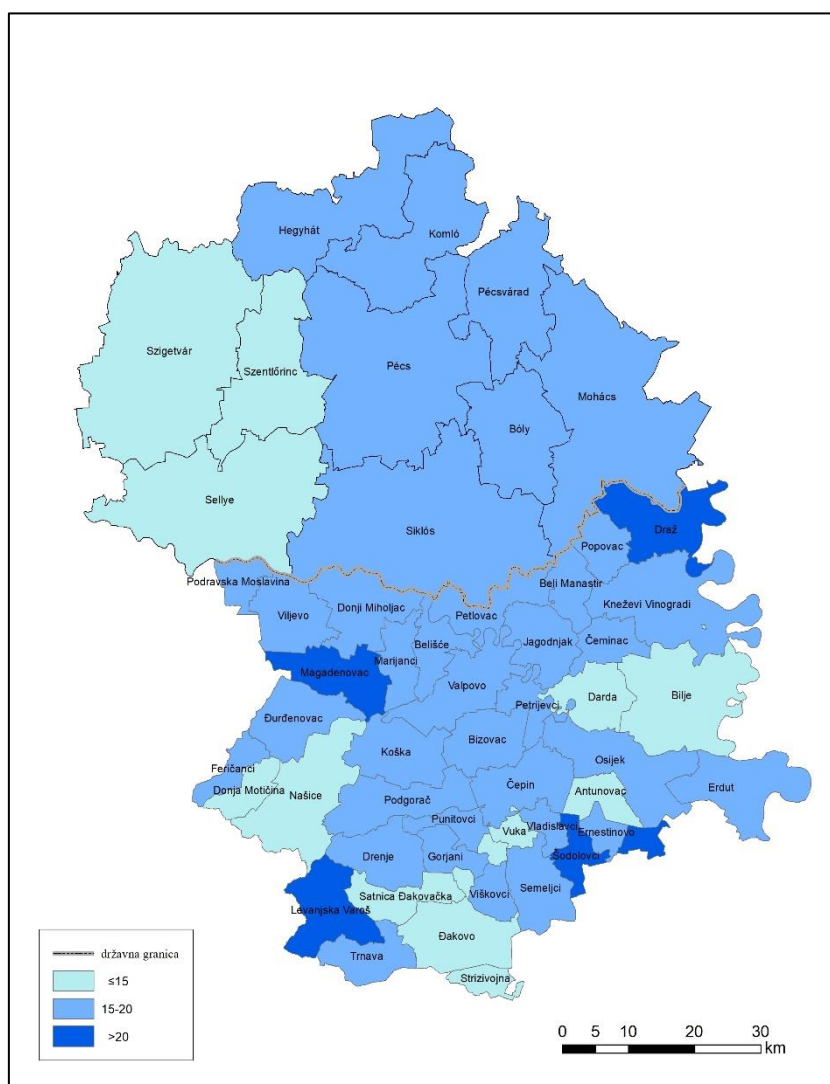 Hegyhát
Komló
Pécsvárad
Szigetvár
Szentlőrinc
Pécs
Mohács
Bóly
Sellye
Siklós
Draž
Popovac
Podravska Moslavina
Beli Manastir
Kneževi Vinogradi
Viljevo
Donji Miholjac
Petlovac
Belišće
Jagodnjak
Čeminac
Magadenovac
Marijanci
Valpovo
Darda
Bilje
Petrijevci
Đurđenovac
Koška
Bizovac
Osijek
Feričanci
Donja Motičina
Našice
Čepin
Antunovac
Erdut
Podgorač
Punitovci
Vuka
Vladislavci
Ernestinovo
Drenje
Gorjani
Šodolovci
Satnica Đakovačka
Viškovci
Semeljci
Levanjska Varoš
Đakovo
Trnava
Strizivojna
državna granica
≤15
15-20
>20
0 5 10 20 30
km